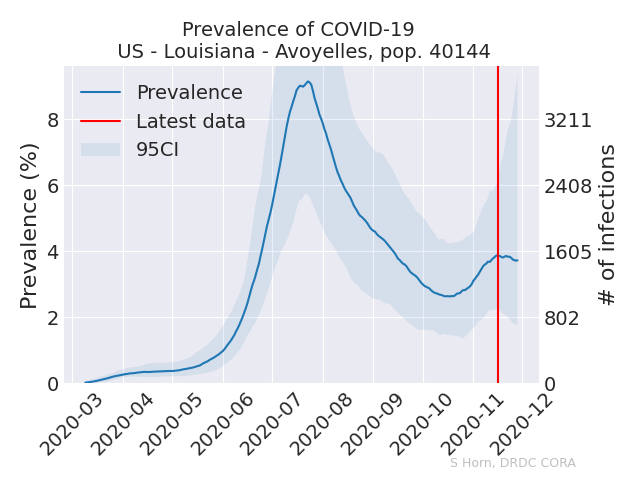 Prevalence of COVID-19
US - Louisiana - Avoyelles, pop. 40144
Prevalence
Latest data
95CI
Prevalence (%)
8
6
4
2
0
3211
2408
1605
802
0
# of infections
2020-03
2020-04
2020-05
2020-06
2020-07
2020-08
2020-09
2020-10
2020-11
2020-12
S Horn, DRDC CORA